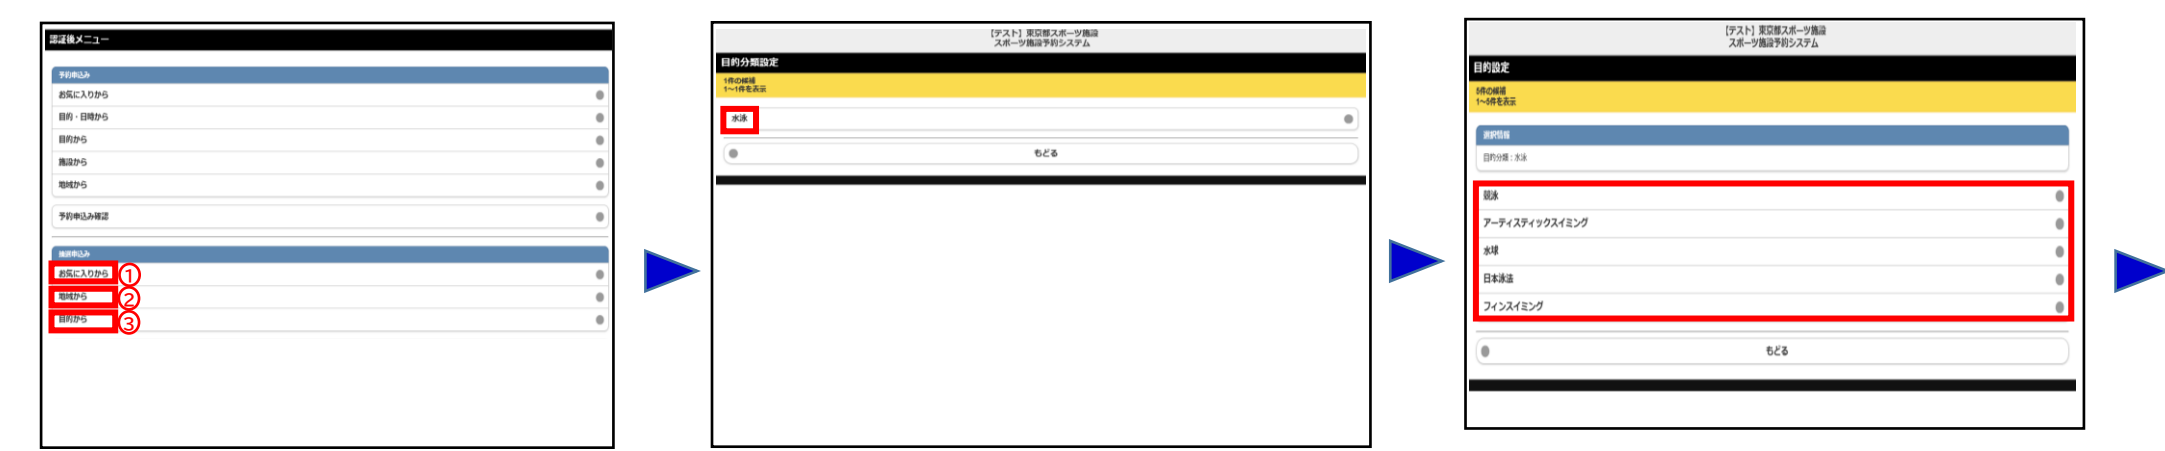 認証後メニュー
予約申込み
お気に入りから
目的・日時から
目的から
施設から
地域から
予約申込み確認
抽選申込み
お気に入りから ①
地域から ②
目的から ③
[テスト] 東京都スポーツ施設
スポーツ施設予約システム
目的分類設定
1件の候補
1～1件を表示
水泳
もどる
[テスト] 東京都スポーツ施設
スポーツ施設予約システム
目的設定
5件の候補
1～5件を表示
選択情報
目的分類 : 水泳
競泳
アーティスティックスイミング
水球
日本泳法
フィンスイミング
もどる